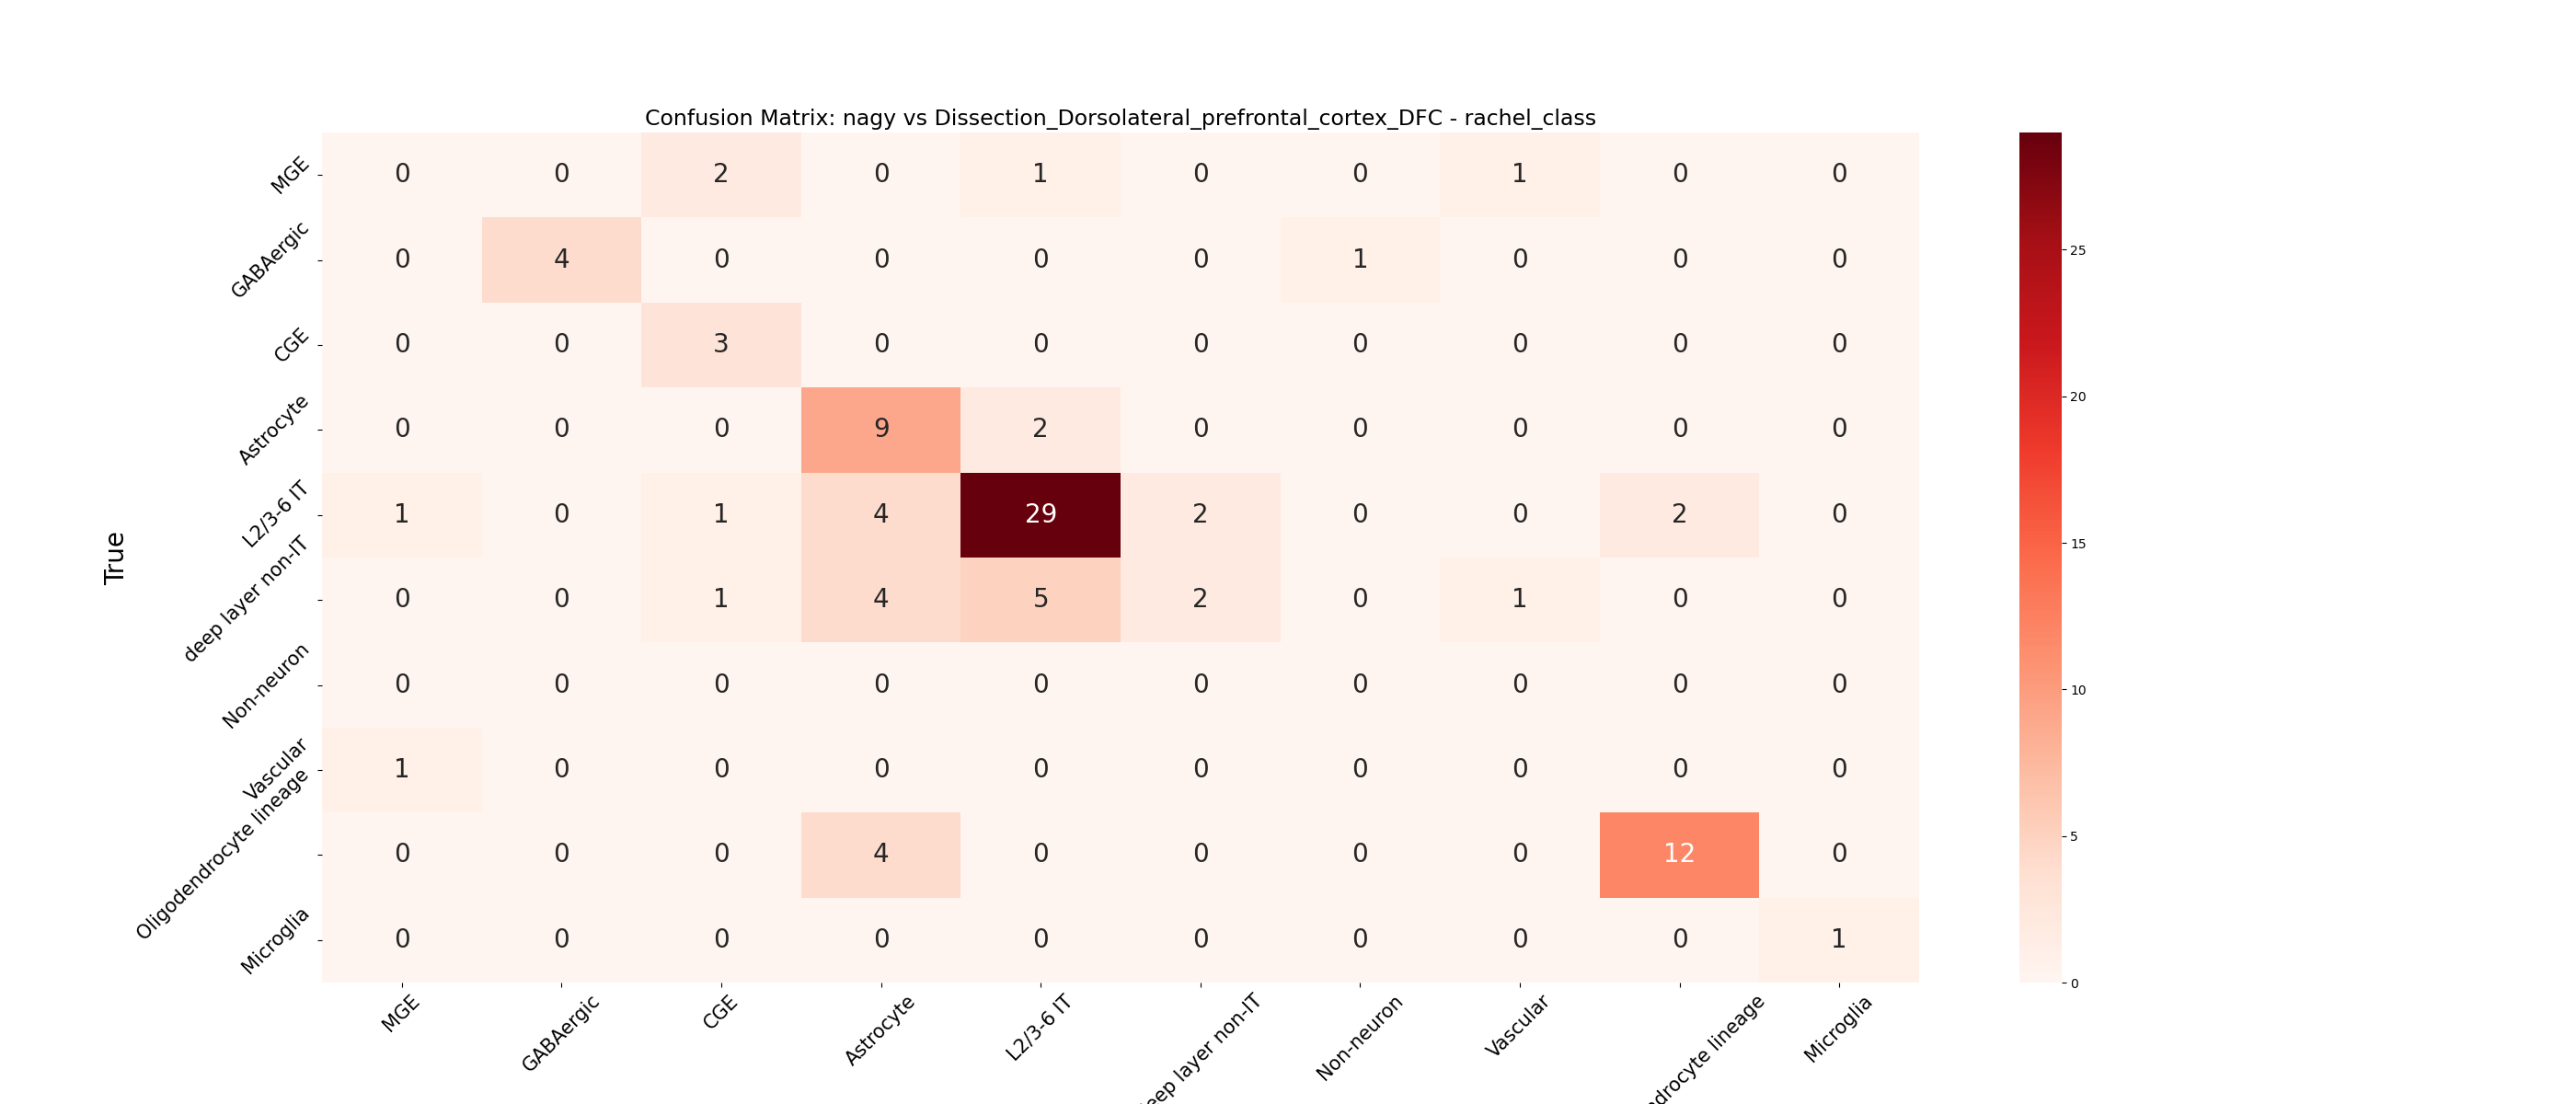 Confusion Matrix: nagy vs Dissection_Dorsolateral_prefrontal_cortex_DFC - rachel_class
True
MGE 0 0 2 0 1 0 0 1 0 0
GABAergic 0 4 0 0 0 0 1 0 0 0
CGE 0 0 3 0 0 0 0 0 0 0
Astrocyte 0 0 0 9 2 0 0 0 0 0
L2/3-6 IT 1 0 1 4 29 2 0 0 2 0
deep layer non-IT 0 0 1 4 5 2 0 1 0 0
Non-neuron 0 0 0 0 0 0 0 0 0 0
Vascular 1 0 0 0 0 0 0 0 0 0
Oligodendrocyte lineage 0 0 0 4 0 0 0 0 12 0
Microglia 0 0 0 0 0 0 0 0 0 1
MGE GABAergic CGE Astrocyte L2/3-6 IT eep layer non-IT Non-neuron Vascular ndrocyte lineage Microglia
25
20
15
10
5
0